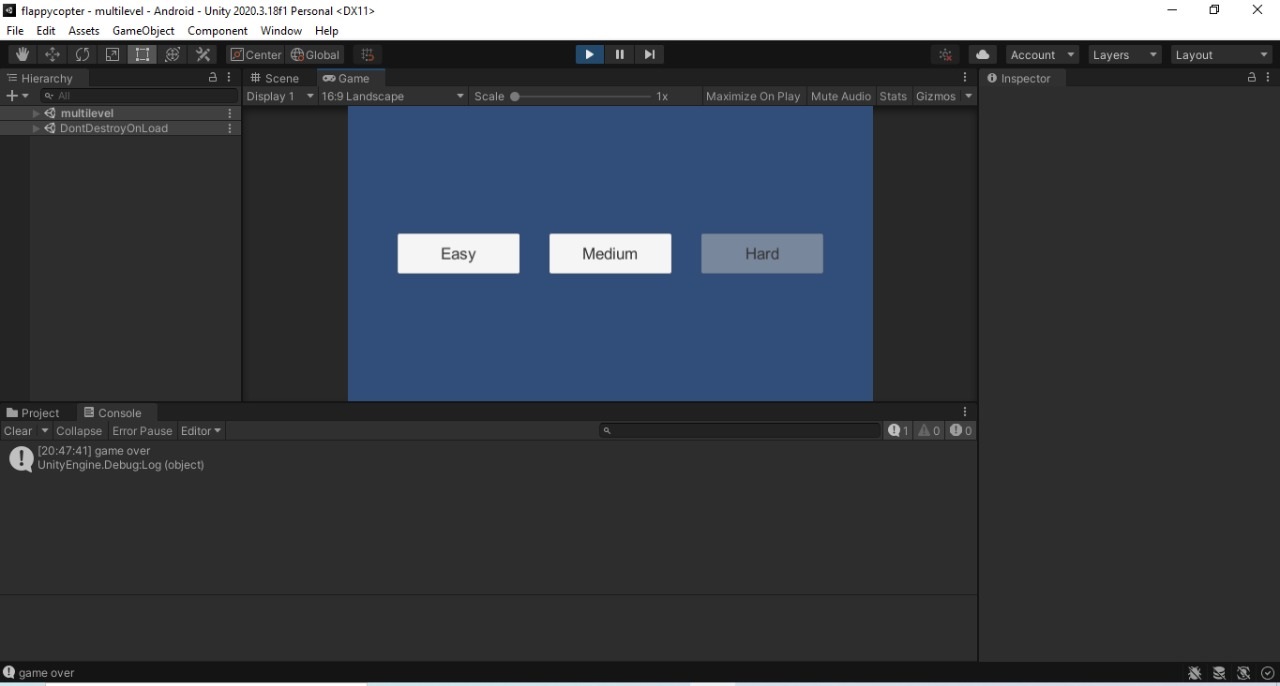 flappycopter - multilevel - Android - Unity 2020.3.18f1 Personal <DX11>
File Edit Assets GameObject Component Window Help
Center Global Account Layers Layout
Hierarchy
All
multilevel
DontDestroyOnLoad
Scene Game
Display 1 16:9 Landscape Scale 1x Maximize On Play Mute Audio Stats Gizmos
Easy Medium Hard
Inspector
Project Console
Clear Collapse Error Pause Editor 1 0 0
[20:47:41] game over
UnityEngine.Debug:Log (object)
game over